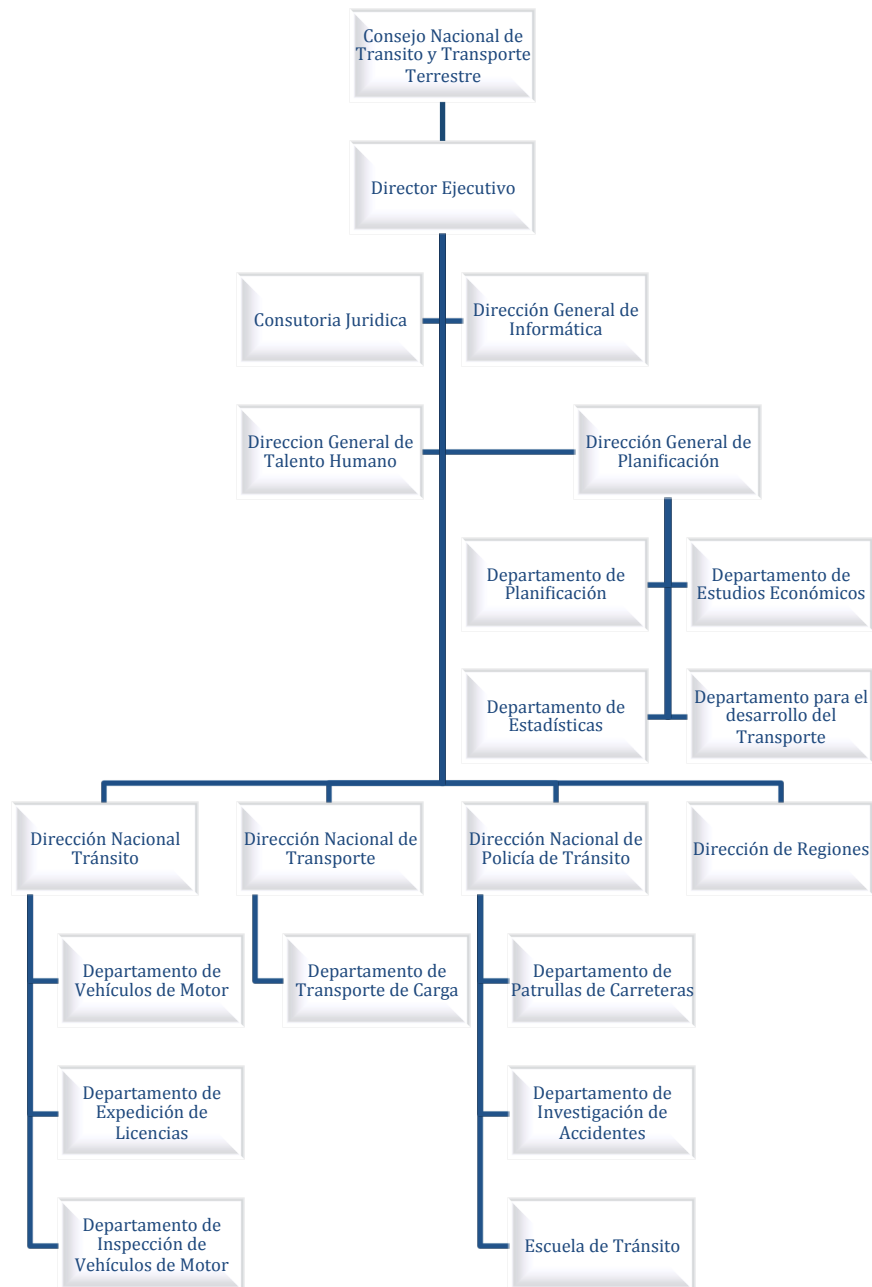 Consejo Nacional de
Transito y Transporte
Terrestre
Director Ejecutivo
Consutoria Juridica
Dirección General de
Informática
Direccion General de
Talento Humano
Dirección General de
Planificación
Departamento de
Planificación
Departamento de
Estudios Económicos
Departamento de
Estadísticas
Departamento para el
desarrollo del
Transporte
Dirección Nacional
Tránsito
Dirección Nacional de
Transporte
Dirección Nacional de
Policía de Tránsito
Dirección de Regiones
Departamento de
Vehículos de Motor
Departamento de
Transporte de Carga
Departamento de
Patrullas de Carreteras
Departamento de
Expedición de
Licencias
Departamento de
Investigación de
Accidentes
Departamento de
Inspección de
Vehículos de Motor
Escuela de Tránsito